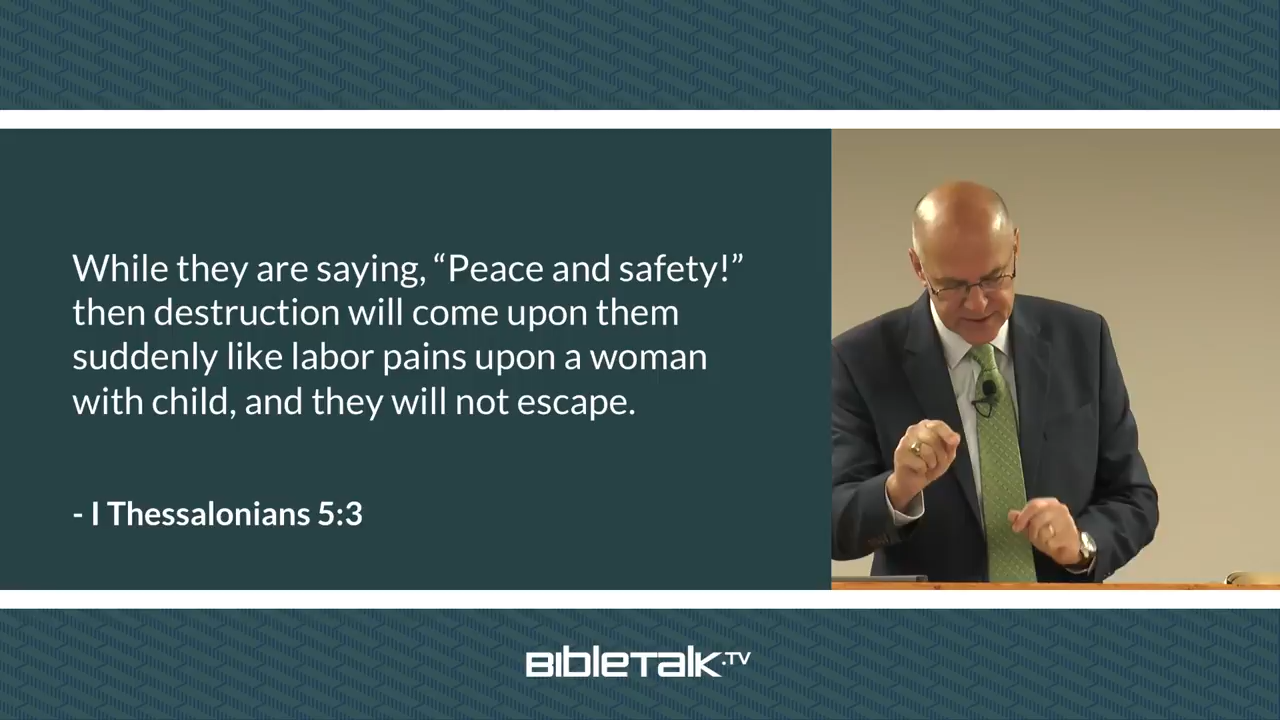 While they are saying, “Peace and safety!”
then destruction will come upon them
suddenly like labor pains upon a woman
with child, and they will not escape.
- I Thessalonians 5:3
BibleTalk.TV